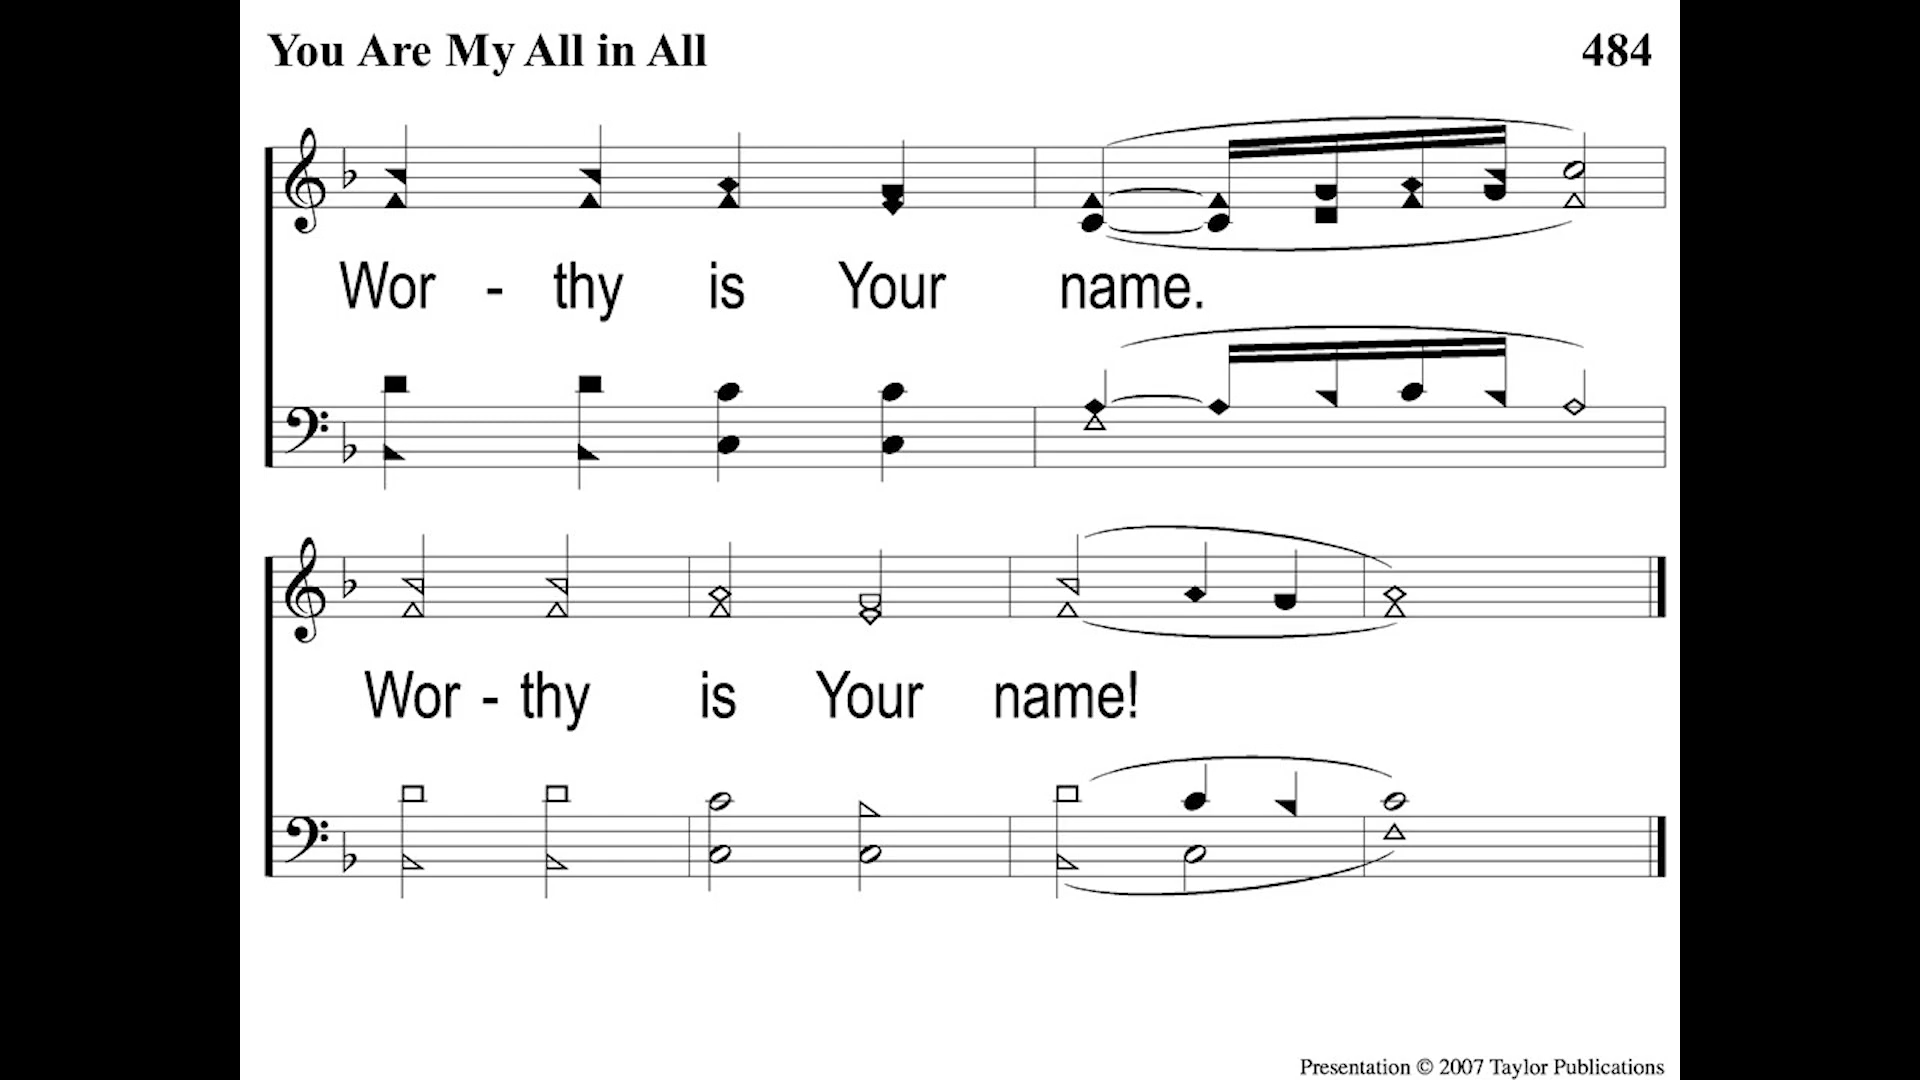 You Are My All in All 484
Wor - thy is Your name.
Wor - thy is Your name!
Presentation © 2007 Taylor Publications